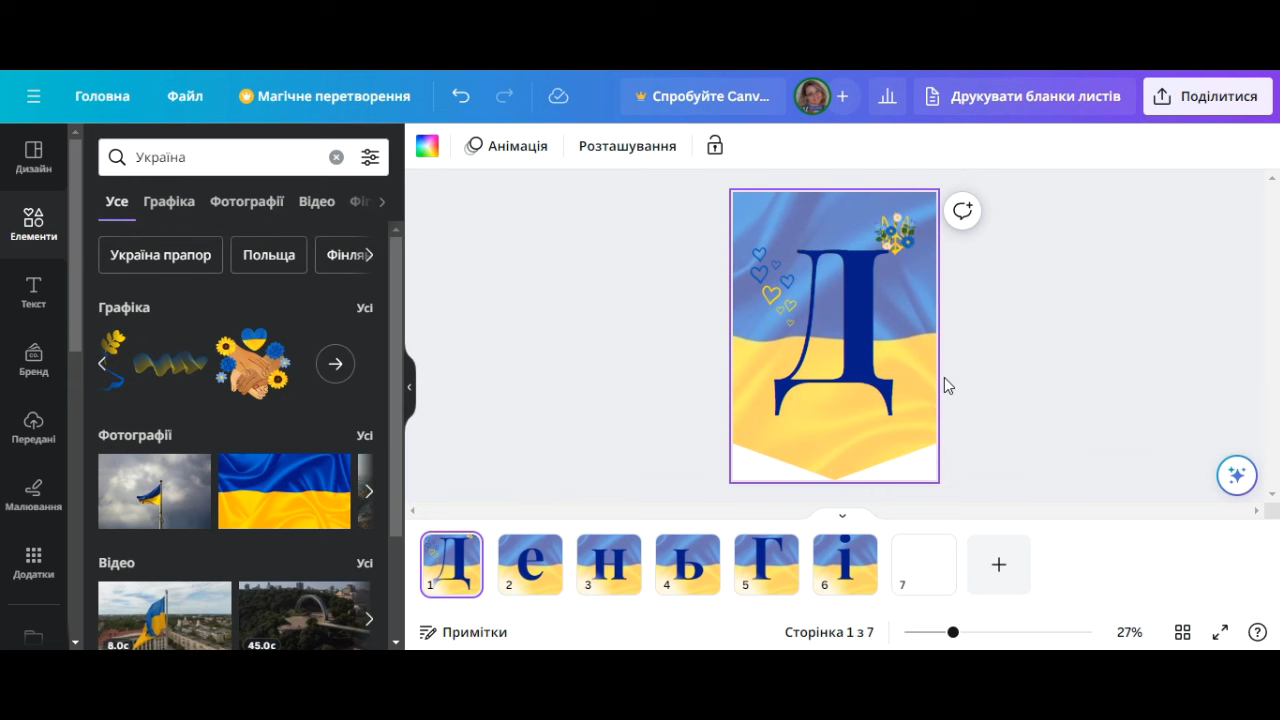 Головна
Файл
Магічне перетворення
Спробуйте Canv...
Друкувати бланки листів
Поділитися
Дизайн
Елементи
Текст
CO.
Бренд
Передані
Малювання
Додатки
Україна
Усе Графіка Фотографії Відео
Україна прапор
Польща
Графіка
Усі
Фотографії
Усі
Відео
Усі
8.0с
45.0с
Анімація
Розташування
Д
Д
1
е
2
н
3
ь
4
Г
5
і
6
7
Примітки
Сторінка 1 з 7
27%